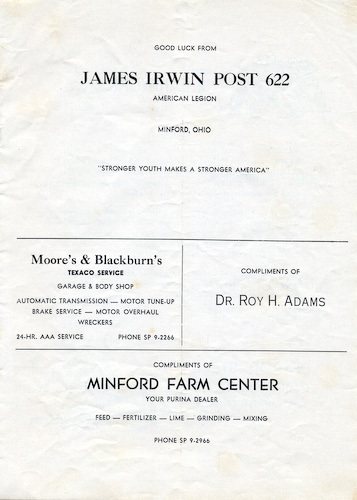 GOOD LUCK FROM
JAMES IRWIN POST 622
AMERICAN LEGION
MINFORD, OHIO
"STRONGER YOUTH MAKES A STRONGER AMERICA"
Moore's & Blackburn's
TEXACO SERVICE
GARAGE & BODY SHOP
AUTOMATIC TRANSMISSION — MOTOR TUNE-UP
BRAKE SERVICE — MOTOR OVERHAUL
WRECKERS
24-HR. AAA SERVICE PHONE SP 9-2266
COMPLIMENTS OF
DR. ROY H. ADAMS
COMPLIMENTS OF
MINFORD FARM CENTER
YOUR PURINA DEALER
FEED — FERTILIZER — LIME — GRINDING — MIXING
PHONE SP 9-2966